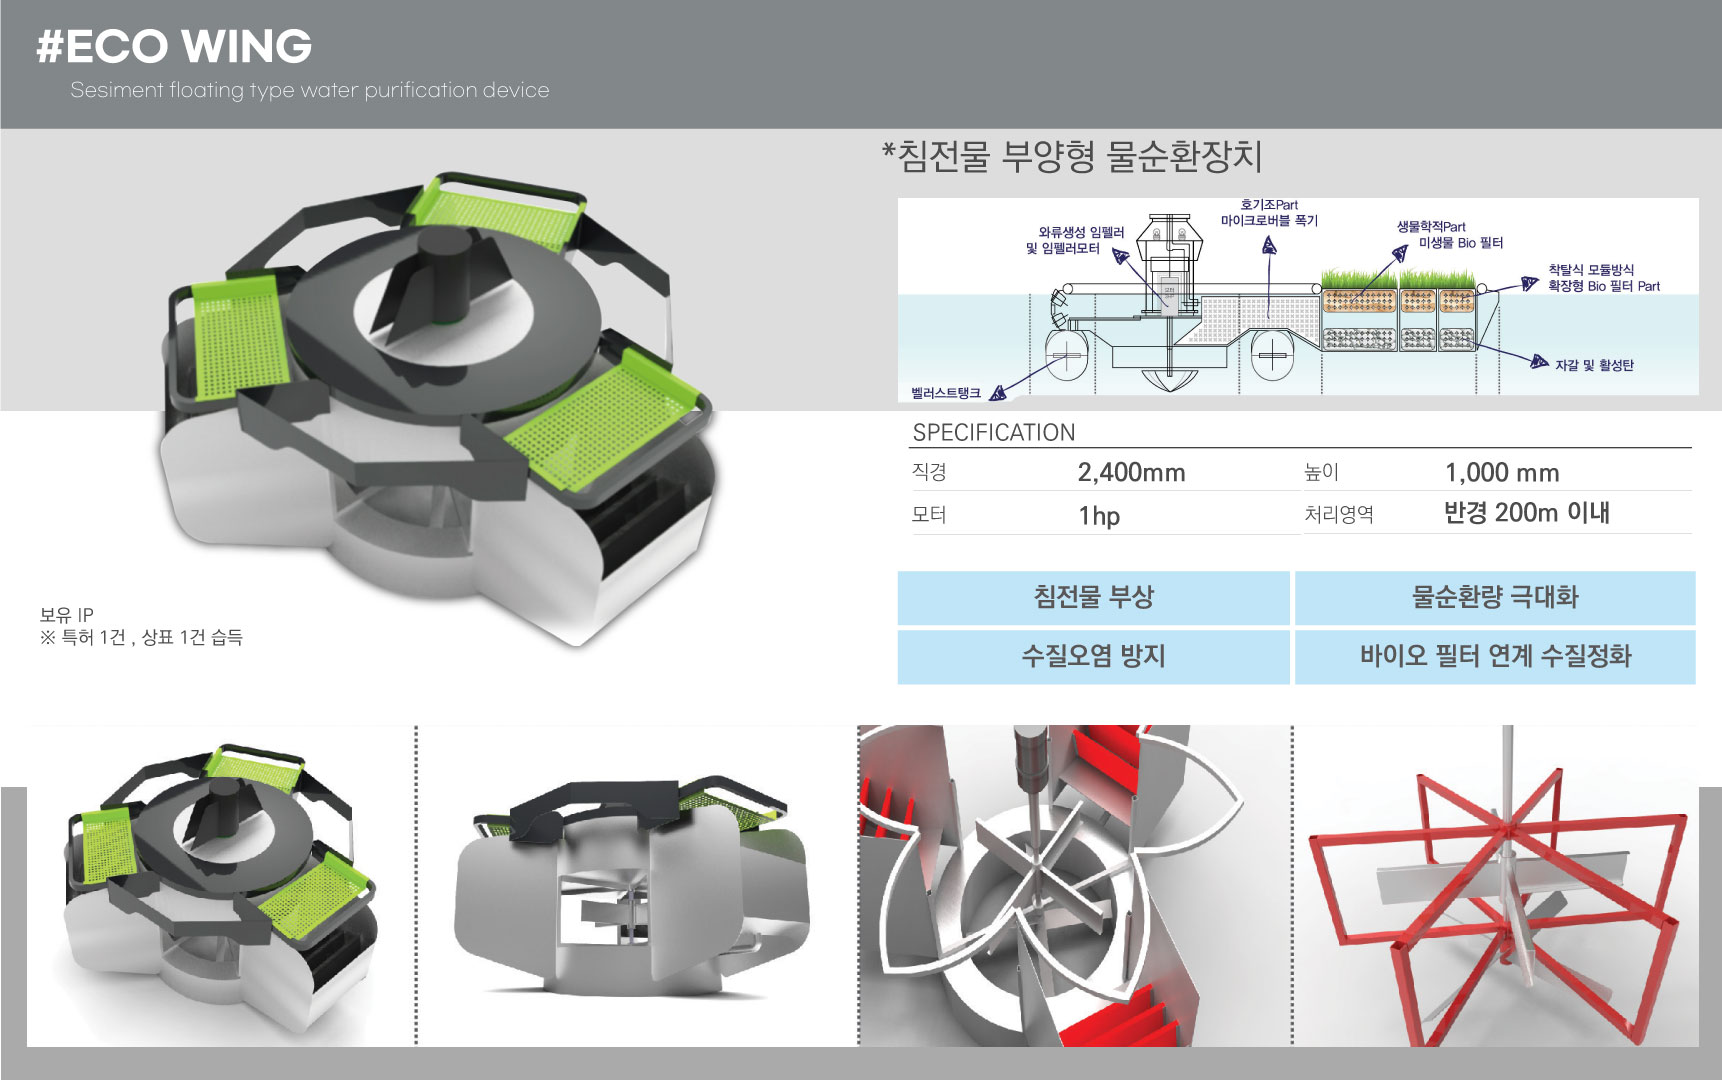 #ECO WING
Sesiment floating type water purification device
*침전물 부양형 물순환장치
호기조Part
마이크로버블 폭기
와류생성 임펠러
및 임펠러모터
생물학적Part
미생물 Bio 필터
착탈식 모듈방식
확장형 Bio 필터 Part
자갈 및 활성탄
벨러스트탱크
SPECIFICATION
직경 2,400mm 높이 1,000 mm
모터 1hp 처리영역 반경 200m 이내
침전물 부상 물순환량 극대화
수질오염 방지 바이오 필터 연계 수질정화
보유 IP
※ 특허 1건 , 상표 1건 습득